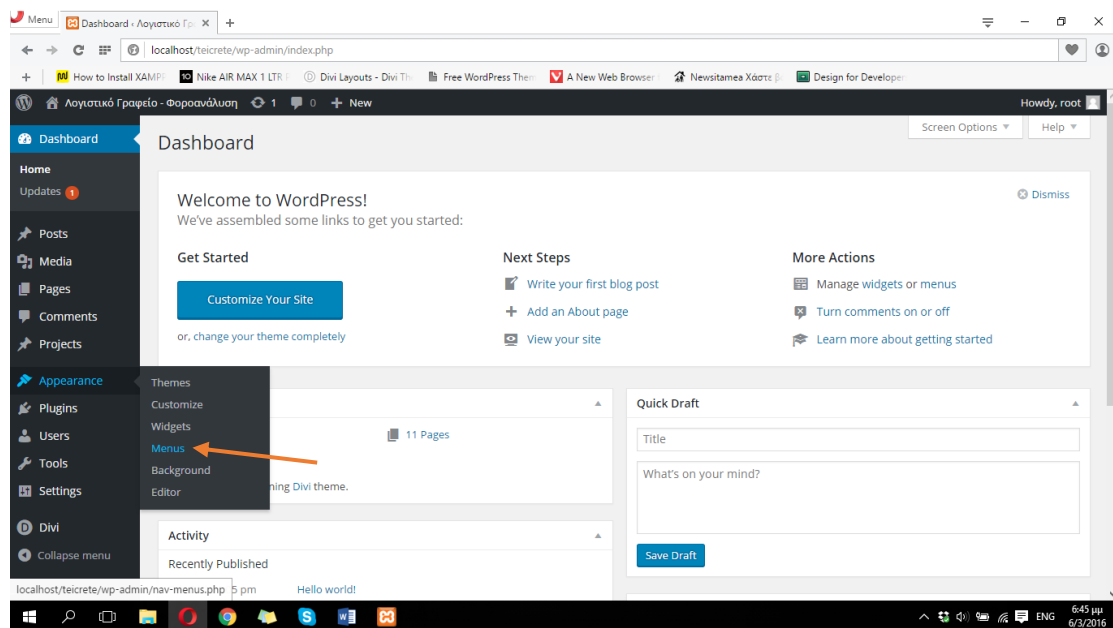 Menu
Dashboard ‹ Λογιστικό Γρ
localhost/teicrete/wp-admin/index.php
How to Install XAMP
Nike AIR MAX 1 LTR
Divi Layouts - Divi Th
Free WordPress Them
A New Web Browser
Newsitamea Χάστε β
Design for Developer
Λογιστικό Γραφείο - Φοροανάλυση 1 0 + New
Howdy, root
Dashboard
Home
Updates 1
Posts
Media
Pages
Comments
Projects
Appearance
Plugins
Users
Tools
Settings
Divi
Collapse menu
Themes
Customize
Widgets
Menus
Background
Editor
Screen Options
Help
Dashboard
Welcome to WordPress!
We've assembled some links to get you started:
Dismiss
Get Started
Customize Your Site
or, change your theme completely
Next Steps
Write your first blog post
Add an About page
View your site
More Actions
Manage widgets or menus
Turn comments on or off
Learn more about getting started
11 Pages
ning Divi theme.
Activity
Recently Published
5 pm Hello world!
Quick Draft
Title
What's on your mind?
Save Draft
localhost/teicrete/wp-admin/nav-menus.php
ENG
6:45 μμ
6/3/2016